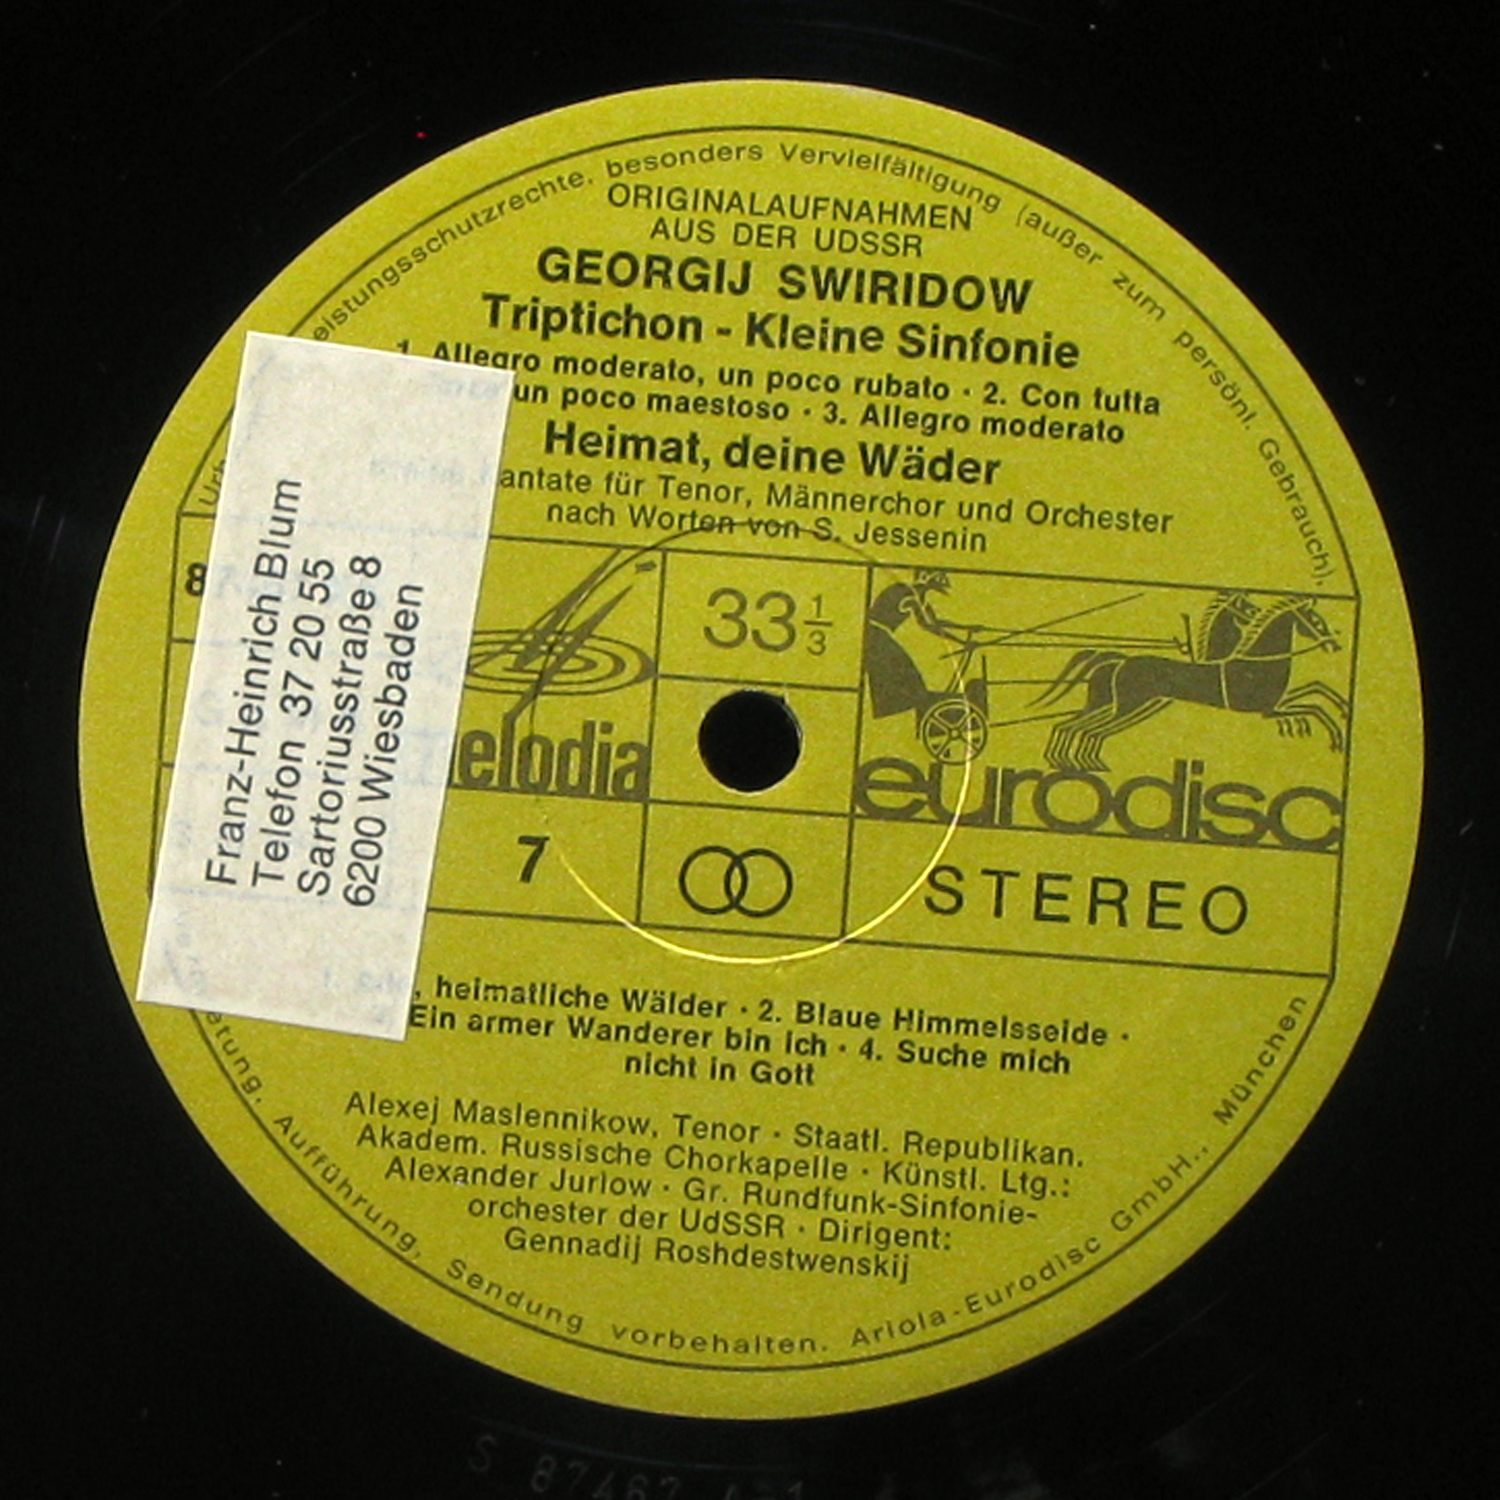 eistungsschutzrechte, besonders Vervielfältigung (außer zum persönl. Gebrauch),
ORIGINALAUFNAHMEN
AUS DER UDSSR
GEORGIJ SWIRIDOW
Triptichon - Kleine Sinfonie
1. Allegro moderato, un poco rubato · 2. Con tutta
un poco maestoso · 3. Allegro moderato
Heimat, deine Wäder
antate für Tenor, Männerchor und Orchester
nach Worten von S. Jessenin
8
33 1/3
elodia
eurodisc
7
STEREO
Franz-Heinrich Blum
Telefon 37 20 55
Sartoriusstraße 8
6200 Wiesbaden
, heimatliche Wälder · 2. Blaue Himmelsseide ·
Ein armer Wanderer bin ich · 4. Suche mich
nicht in Gott
Alexej Maslennikow, Tenor · Staatl. Republikan.
Akadem. Russische Chorkapelle · Künstl. Ltg.:
Alexander Jurlow · Gr. Rundfunk-Sinfonie-
orchester der UdSSR · Dirigent:
Gennadij Roshdestwenskij
etung, Aufführung, Sendung vorbehalten. Ariola-Eurodisc GmbH., München